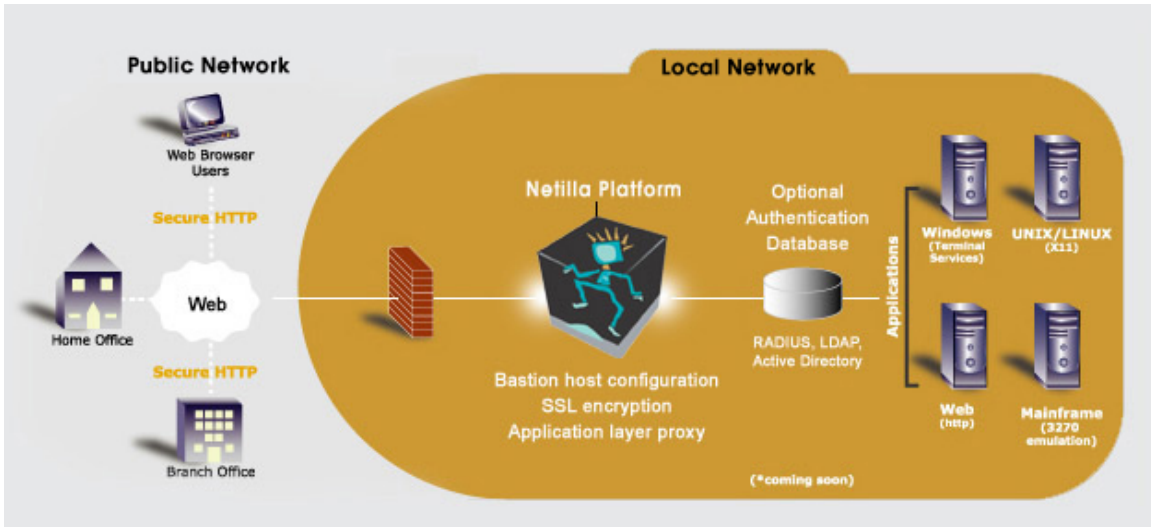 Public Network
Local Network
Web Browser
Users
Secure HTTP
Web
Home Office
Secure HTTP
Branch Office
Netilla Platform
Bastion host configuration
SSL encryption
Application layer proxy
Optional
Authentication
Database
RADIUS, LDAP,
Active Directory
Applications
Windows
(Terminal
Services)
UNIX/LINUX
(X11)
Web
(http)
Mainframe
(3270
emulation)
(*coming soon)